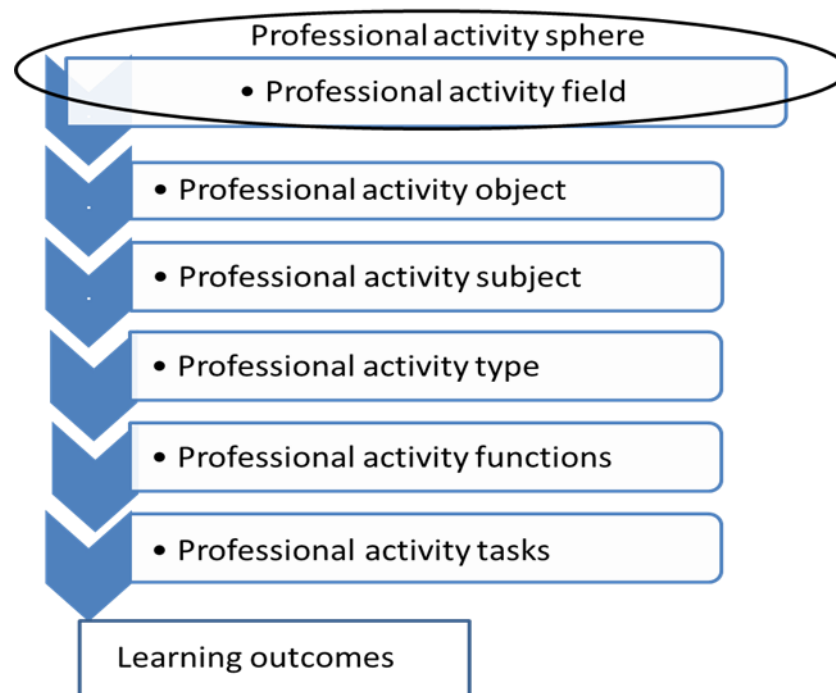 Professional activity sphere
• Professional activity field
• Professional activity object
• Professional activity subject
• Professional activity type
• Professional activity functions
• Professional activity tasks
Learning outcomes